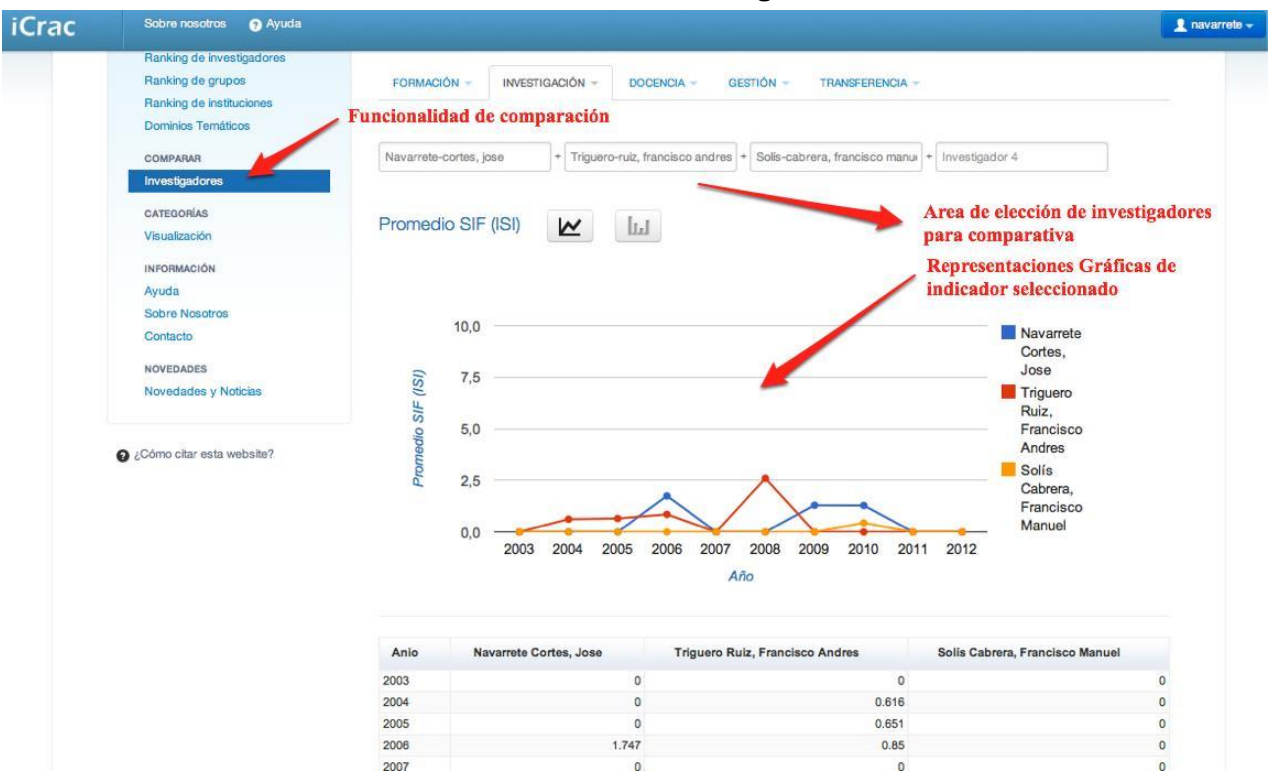 iCrac
Sobre nosotros
Ayuda
navarrete
Ranking de investigadores
Ranking de grupos
Ranking de instituciones
Dominios Temáticos
COMPARAR
Investigadores
CATEGORÍAS
Visualización
INFORMACIÓN
Ayuda
Sobre Nosotros
Contacto
NOVEDADES
Novedades y Noticias
¿Cómo citar esta website?
FORMACIÓN INVESTIGACIÓN DOCENCIA GESTIÓN TRANSFERENCIA
Funcionalidad de comparación
Navarrete-cortes, jose + Triguero-ruiz, francisco andres + Solis-cabrera, francisco manu + Investigador 4
Promedio SIF (ISI)
Area de elección de investigadores
para comparativa
Representaciones Gráficas de
indicador seleccionado
Promedio SIF (ISI)
10,0
7,5
5,0
2,5
0,0
2003 2004 2005 2006 2007 2008 2009 2010 2011 2012
Año
Navarrete
Cortes,
Jose
Triguero
Ruiz,
Francisco
Andres
Solís
Cabrera,
Francisco
Manuel
Anio Navarrete Cortes, Jose Triguero Ruiz, Francisco Andres Solís Cabrera, Francisco Manuel
2003 0 0 0
2004 0 0.616 0
2005 0 0.651 0
2006 1.747 0.85 0
2007 0 0 0